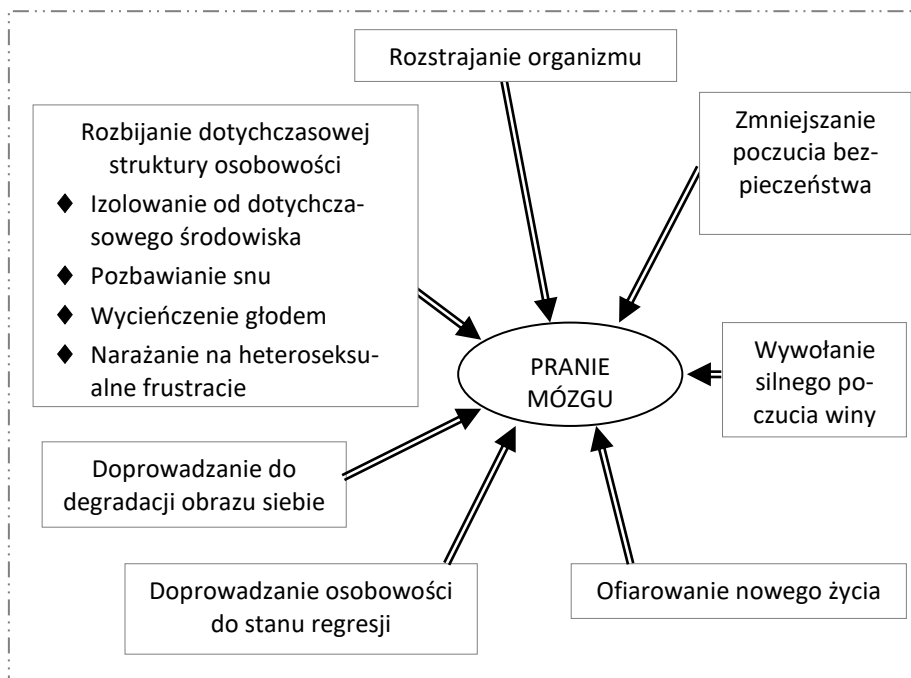 Rozstrajanie organizmu
Rozbijanie dotychczasowej
struktury osobowości
♦ Izolowanie od dotychcza-
sowego środowiska
♦ Pozbawianie snu
♦ Wycieńczenie głodem
♦ Narażanie na heteroseksu-
alne frustracie
Zmniejszanie
poczucia bez-
pieczeństwa
PRANIE
MÓZGU
Wywołanie
silnego po-
czucia winy
Doprowadzanie do
degradacji obrazu siebie
Doprowadzanie osobowości
do stanu regresji
Ofiarowanie nowego życia